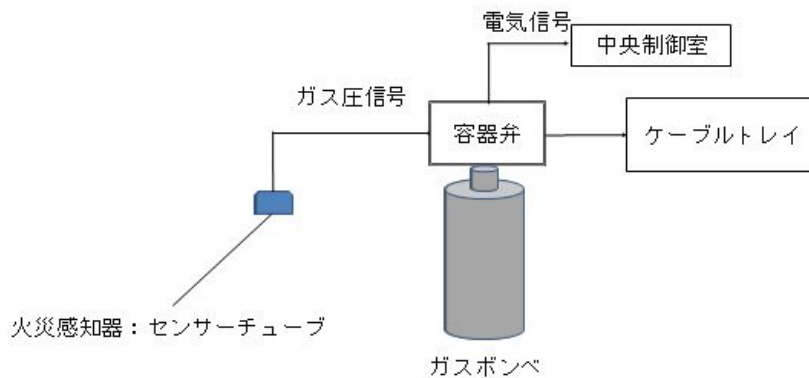 電気信号
中央制御室
ガス圧信号
容器弁
ケーブルトレイ
火災感知器：センサーチューブ
ガスボンベ